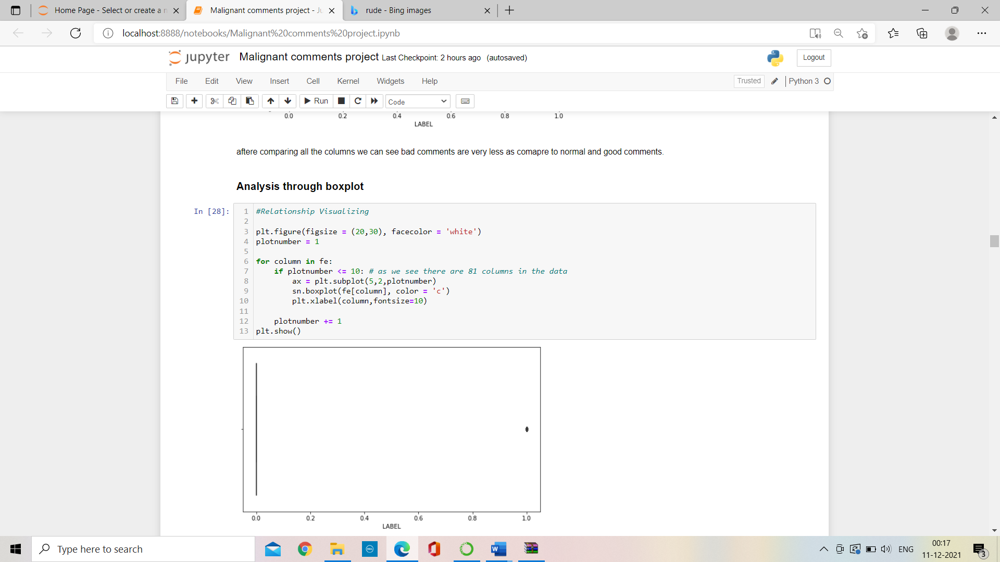 Home Page - Select or create a n
Malignant comments project - Ju
rude - Bing images
localhost:8888/notebooks/Malignant%20comments%20project.ipynb
jupyter Malignant comments project Last Checkpoint: 2 hours ago (autosaved)
Logout
File Edit View Insert Cell Kernel Widgets Help
Trusted
Python 3
Run
Code
0.0 0.2 0.4 0.6 0.8 1.0
LABEL
aftere comparing all the columns we can see bad comments are very less as comapre to normal and good comments.
Analysis through boxplot
In [28]:
1 #Relationship Visualizing
2
3 plt.figure(figsize = (20,30), facecolor = 'white')
4 plotnumber = 1
5
6 for column in fe:
7     if plotnumber <= 10: # as we see there are 81 columns in the data
8         ax = plt.subplot(5,2,plotnumber)
9         sn.boxplot(fe[column], color = 'c')
10         plt.xlabel(column,fontsize=10)
11
12     plotnumber += 1
13 plt.show()
0.0 0.2 0.4 0.6 0.8 1.0
LABEL
Type here to search
DELL
W
ENG
00:17
11-12-2021
3